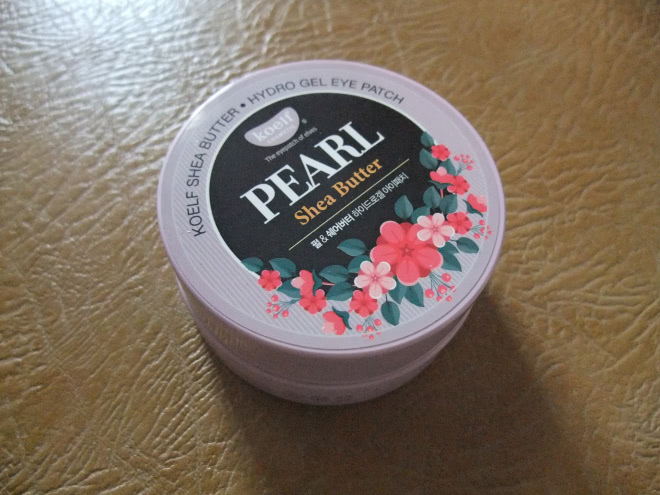 KOELF SHEA BUTTER • HYDRO GEL EYE PATCH
koelf
The eyepatch of elves
PEARL
Shea Butter
펄 & 쉐어버터 하이드로겔 아이패치